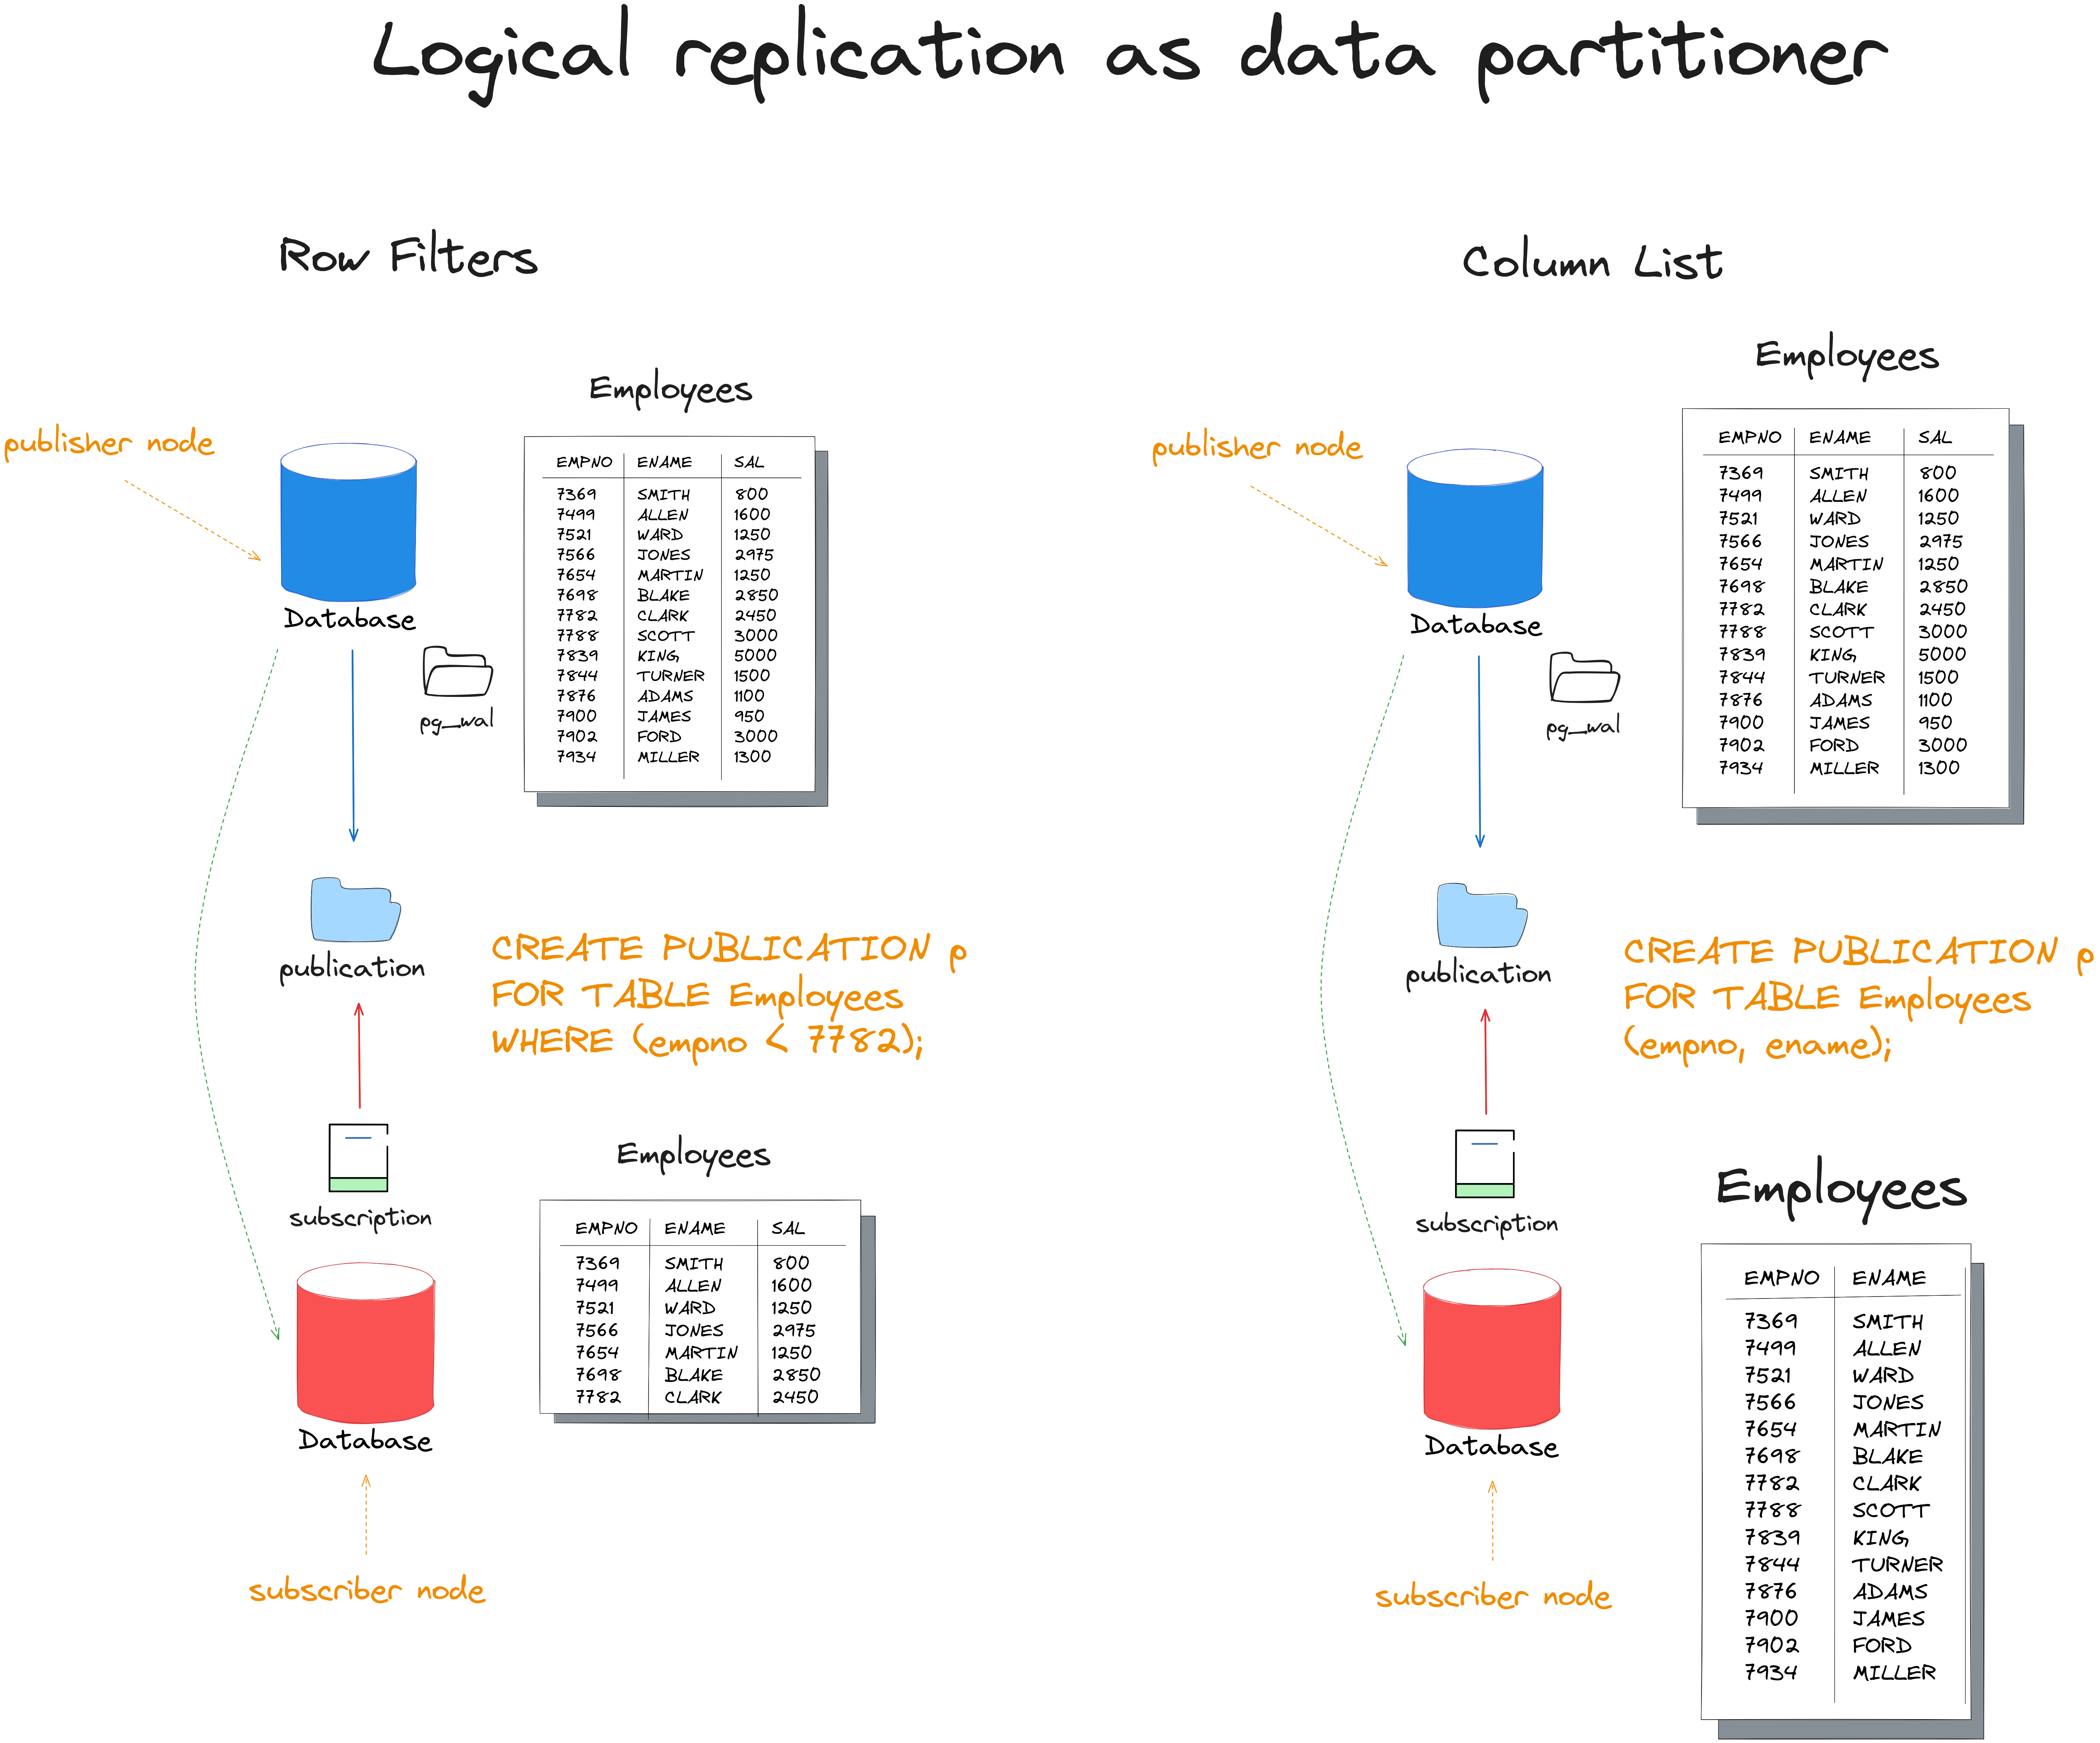 Logical replication as data partitioner
Row Filters
Employees
publisher node
EMPNO ENAME SAL
7369 SMITH 800
7499 ALLEN 1600
7521 WARD 1250
7566 JONES 2975
7654 MARTIN 1250
7698 BLAKE 2850
7782 CLARK 2450
7788 SCOTT 3000
7839 KING 5000
7844 TURNER 1500
7876 ADAMS 1100
7900 JAMES 950
7902 FORD 3000
7934 MILLER 1300
Database
pg_wal
publication
CREATE PUBLICATION p
FOR TABLE Employees
WHERE (empno < 7782);
subscription
Employees
EMPNO ENAME SAL
7369 SMITH 800
7499 ALLEN 1600
7521 WARD 1250
7566 JONES 2975
7654 MARTIN 1250
7698 BLAKE 2850
7782 CLARK 2450
Database
subscriber node
Column List
Employees
publisher node
EMPNO ENAME SAL
7369 SMITH 800
7499 ALLEN 1600
7521 WARD 1250
7566 JONES 2975
7654 MARTIN 1250
7698 BLAKE 2850
7782 CLARK 2450
7788 SCOTT 3000
7839 KING 5000
7844 TURNER 1500
7876 ADAMS 1100
7900 JAMES 950
7902 FORD 3000
7934 MILLER 1300
Database
pg_wal
publication
CREATE PUBLICATION p
FOR TABLE Employees
(empno, ename);
subscription
Employees
EMPNO ENAME
7369 SMITH
7499 ALLEN
7521 WARD
7566 JONES
7654 MARTIN
7698 BLAKE
7782 CLARK
7788 SCOTT
7839 KING
7844 TURNER
7876 ADAMS
7900 JAMES
7902 FORD
7934 MILLER
Database
subscriber node